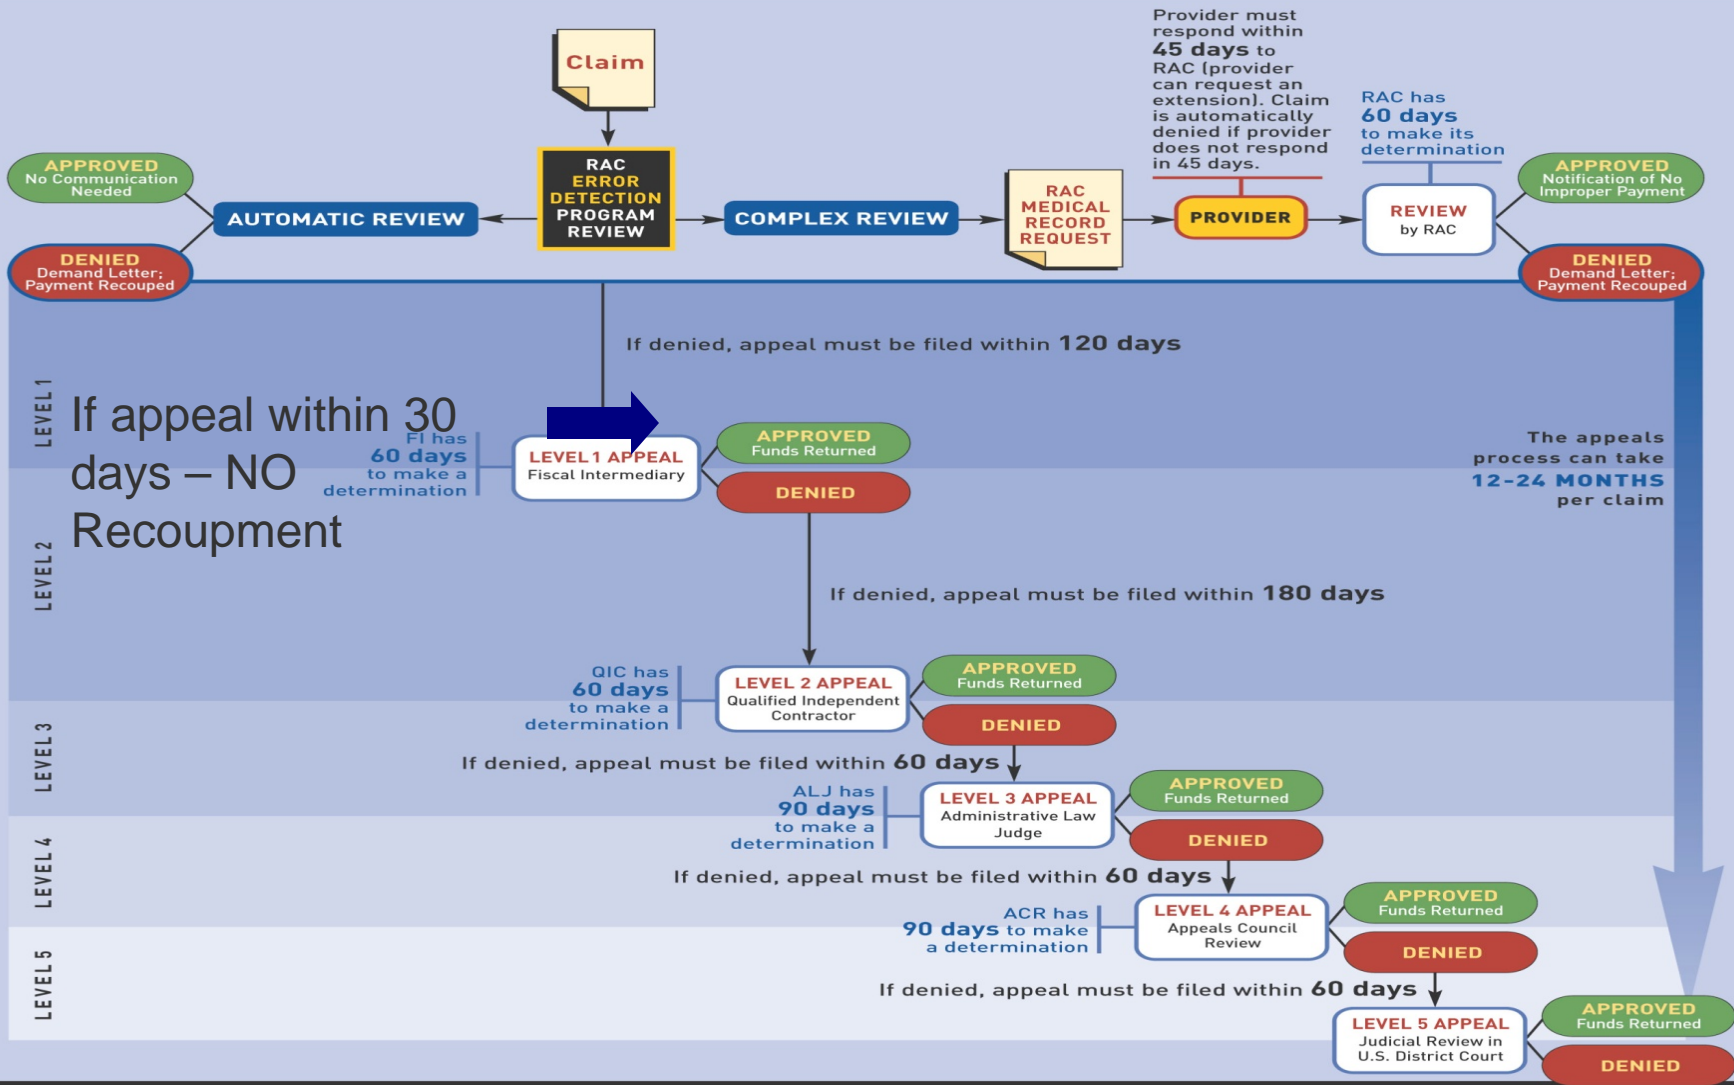 Claim
Provider must
respond within
45 days to
RAC (provider
can request an
extension). Claim
is automatically
denied if provider
does not respond
in 45 days.
RAC has
60 days
to make its
determination
APPROVED
No Communication
Needed
DENIED
Demand Letter;
Payment Recouped
AUTOMATIC REVIEW
RAC
ERROR
DETECTION
PROGRAM
REVIEW
COMPLEX REVIEW
RAC
MEDICAL
RECORD
REQUEST
PROVIDER
REVIEW
by RAC
APPROVED
Notification of No
Improper Payment
DENIED
Demand Letter;
Payment Recouped
If denied, appeal must be filed within 120 days
LEVEL 1
If appeal within 30
days – NO
Recoupment
FI has
60 days
to make a
determination
LEVEL 1 APPEAL
Fiscal Intermediary
APPROVED
Funds Returned
DENIED
The appeals
process can take
12-24 MONTHS
per claim
LEVEL 2
If denied, appeal must be filed within 180 days
QIC has
60 days
to make a
determination
LEVEL 2 APPEAL
Qualified Independent
Contractor
APPROVED
Funds Returned
DENIED
LEVEL 3
If denied, appeal must be filed within 60 days
ALJ has
90 days
to make a
determination
LEVEL 3 APPEAL
Administrative Law
Judge
APPROVED
Funds Returned
DENIED
LEVEL 4
If denied, appeal must be filed within 60 days
ACR has
90 days to make
a determination
LEVEL 4 APPEAL
Appeals Council
Review
APPROVED
Funds Returned
DENIED
LEVEL 5
If denied, appeal must be filed within 60 days
LEVEL 5 APPEAL
Judicial Review in
U.S. District Court
APPROVED
Funds Returned
DENIED